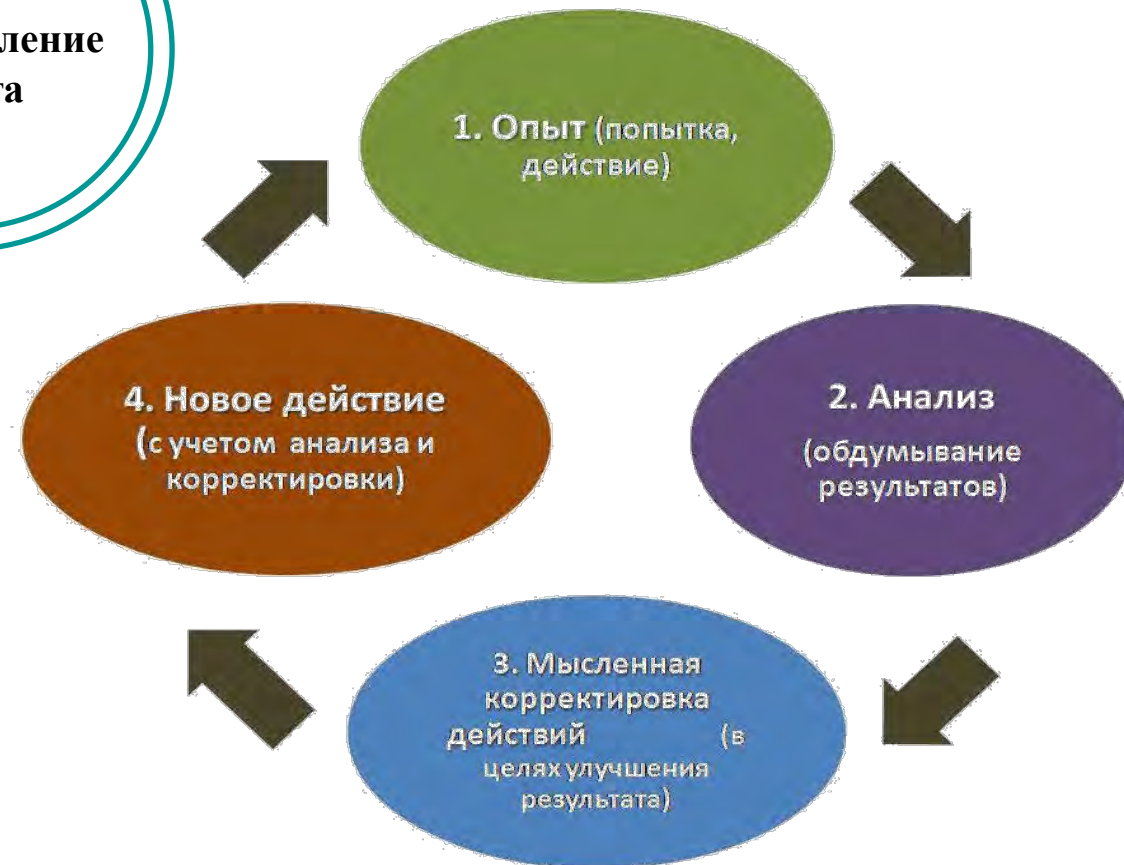 ление
та
1. Опыт (попытка,
действие)
2. Анализ
(обдумывание
результатов)
3. Мысленная
корректировка
действий (в
целях улучшения
результата)
4. Новое действие
(с учетом анализа и
корректировки)